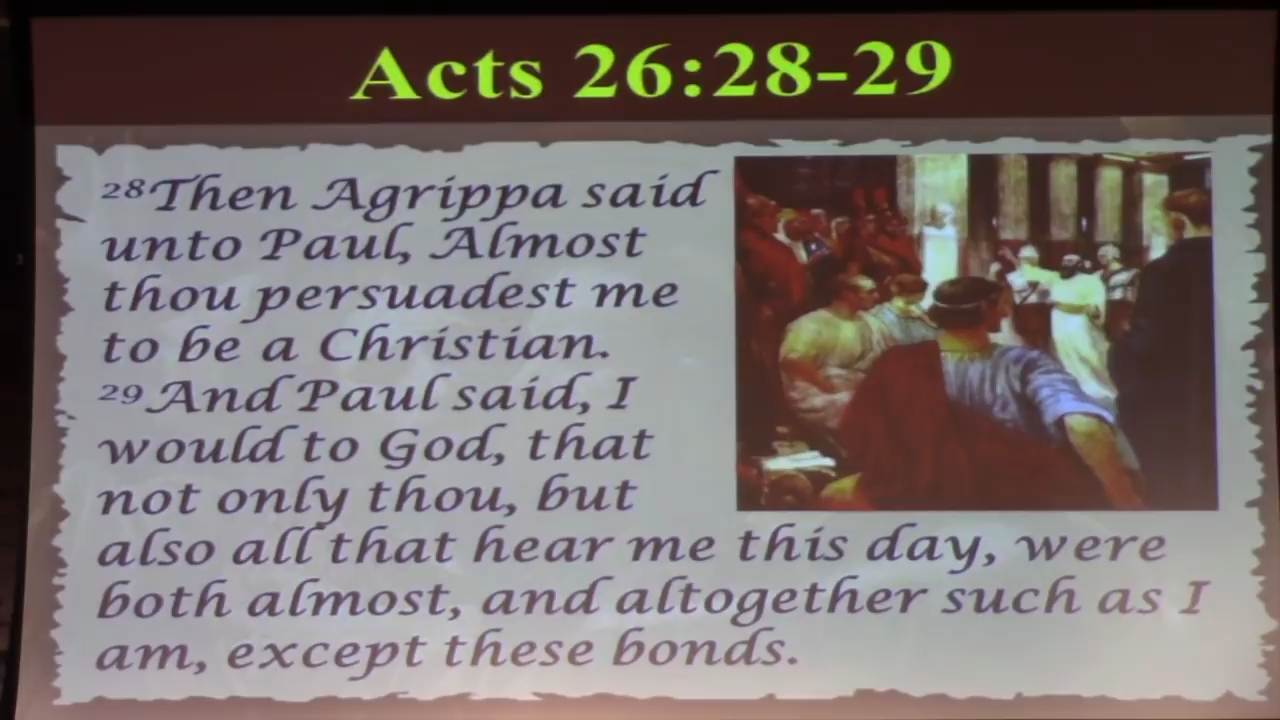 Acts 26:28-29
28Then Agrippa said
unto Paul, Almost
thou persuadest me
to be a Christian.
29And Paul said, I
would to God, that
not only thou, but
also all that hear me this day, were
both almost, and altogether such as I
am, except these bonds.